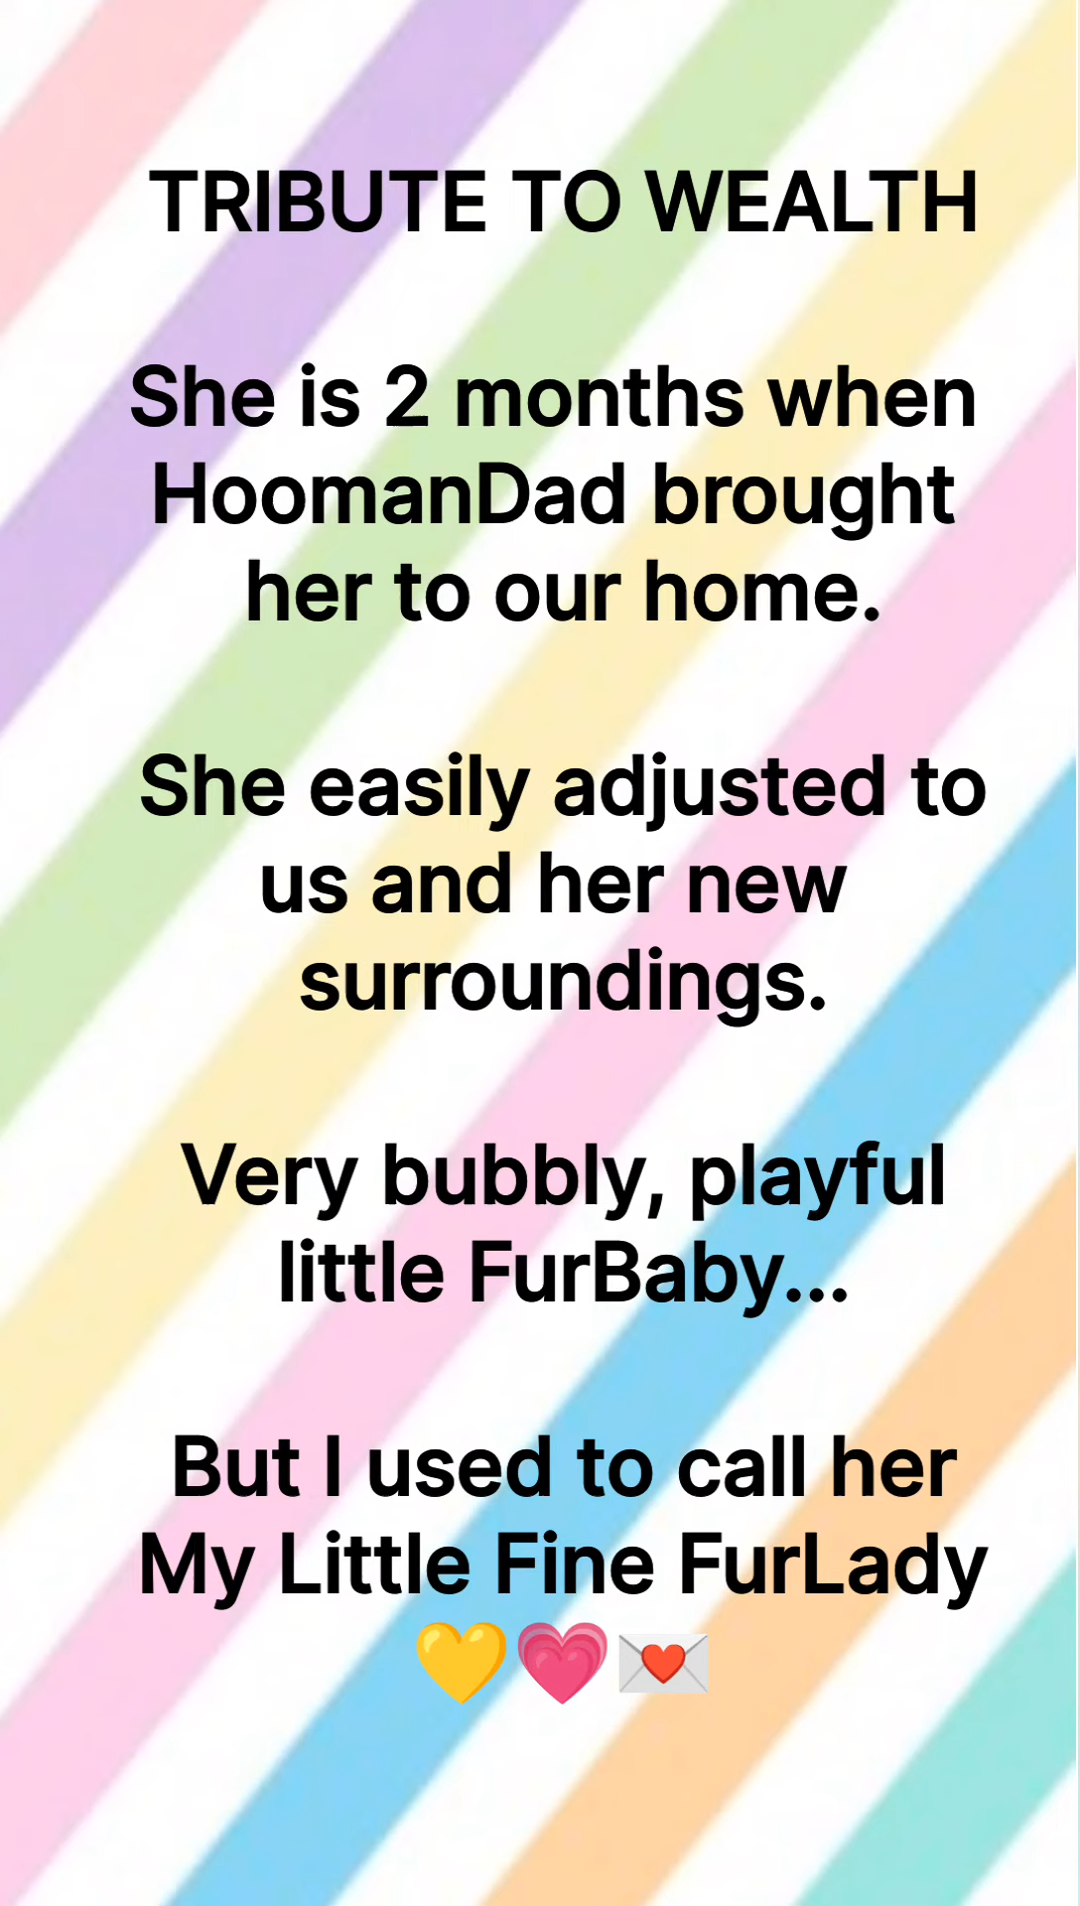 TRIBUTE TO WEALTH
She is 2 months when
HoomanDad brought
her to our home.
She easily adjusted to
us and her new
surroundings.
Very bubbly, playful
little FurBaby...
But I used to call her
My Little Fine FurLady
💛💗💌